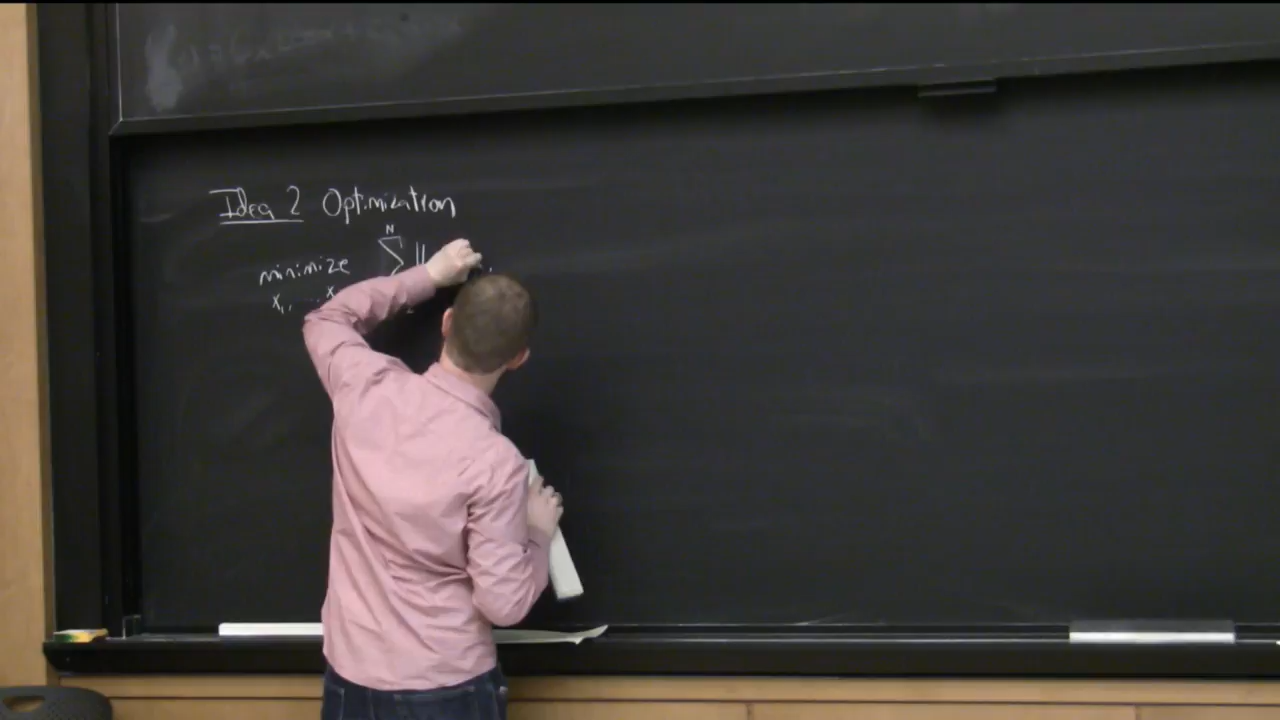 Idea 2 Optimization
N
minimize Σ ||
x₁, ... x